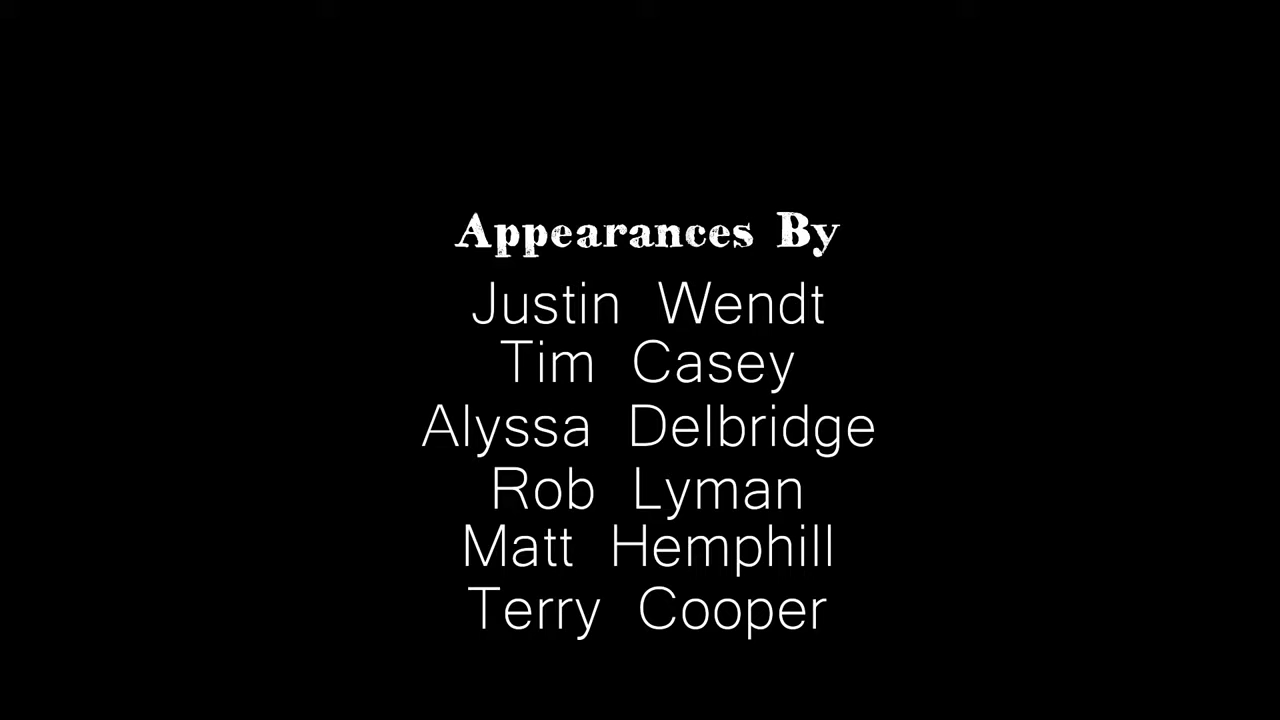 Appearances By
Justin Wendt
Tim Casey
Alyssa Delbridge
Rob Lyman
Matt Hemphill
Terry Cooper